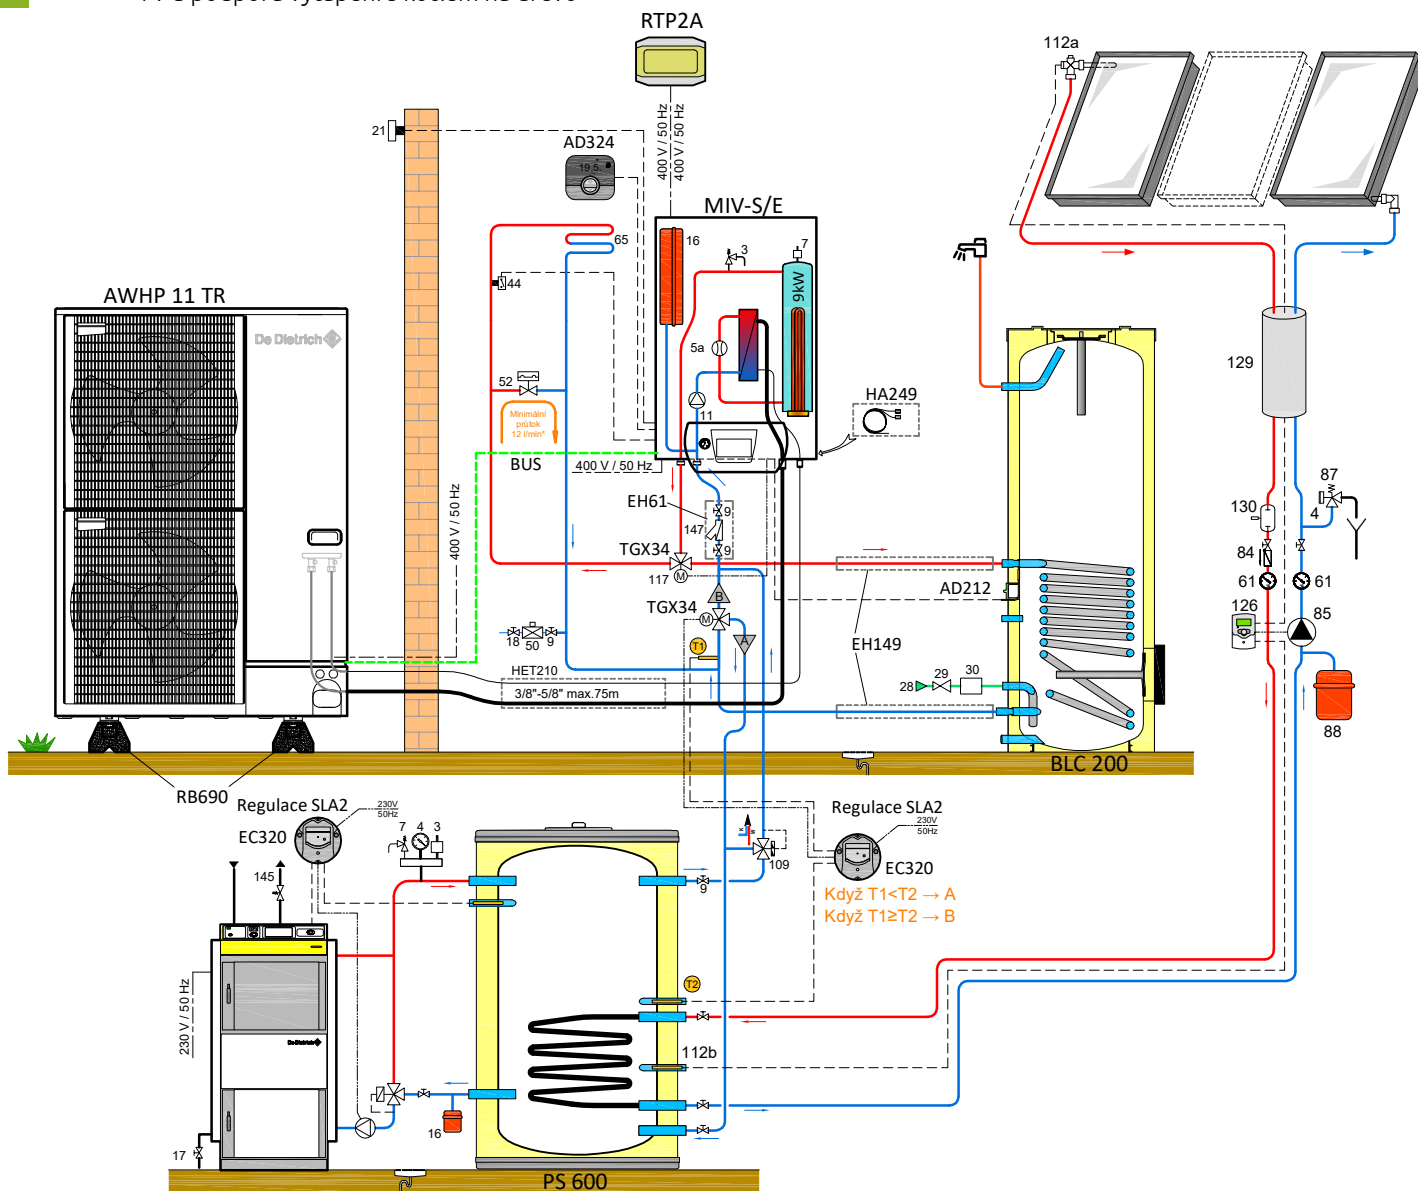 RTP2A
112a
21
AD324
19.5
400 V / 50 Hz
400 V / 50 Hz
MIV-S/E
65
16
3
7
44
9kW
AWHP 11 TR
De Dietrich
5a
129
52
HA249
Minimální
průtok
12 l/min*
11
BUS
400 V / 50 Hz
87
EH61
9
130
4
147
400 V / 50 Hz
TGX34
9
84
117
M
61
61
AD212
B
126
85
TGX34
M
18
50
9
T1
A
EH149
HET210
29
30
3/8"-5/8" max.75m
28
88
BLC 200
RB690
Regulace SLA2
230V
50Hz
7
4
3
Regulace SLA2
230V
50Hz
EC320
109
EC320
145
9
Když T1<T2 → A
Když T1≥T2 → B
230 V / 50 Hz
T2
De Dietrich
112b
16
17
PS 600